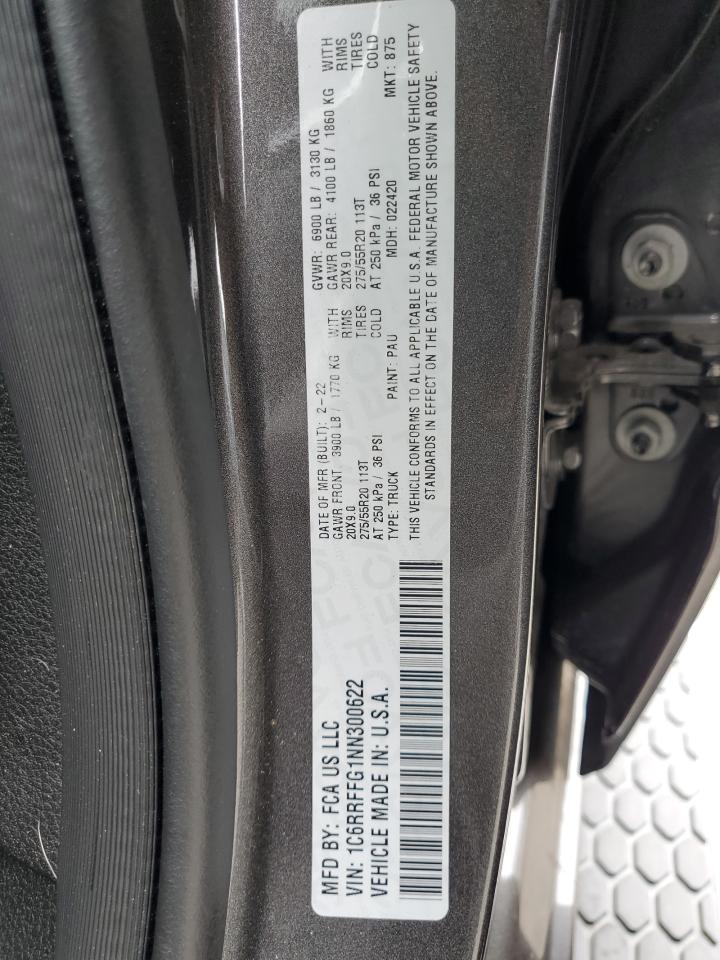 MFD BY: FCA US LLC
VIN: 1C6RRFFG1NN300622
VEHICLE MADE IN: U.S.A.
DATE OF MFR (BUILT): 2-22
GAWR FRONT: 3900 LB / 1770 KG WITH
20X9.0 RIMS
275/55R20 113T TIRES
AT 250 kPa / 36 PSI COLD
TYPE: TRUCK PAINT: PAU
GVWR: 6900 LB / 3130 KG
GAWR REAR: 4100 LB / 1860 KG WITH
20X9.0 RIMS
275/55R20 113T TIRES
AT 250 kPa / 36 PSI COLD
MDH: 022420 MKT: 875
THIS VEHICLE CONFORMS TO ALL APPLICABLE U.S.A. FEDERAL MOTOR VEHICLE SAFETY
STANDARDS IN EFFECT ON THE DATE OF MANUFACTURE SHOWN ABOVE.